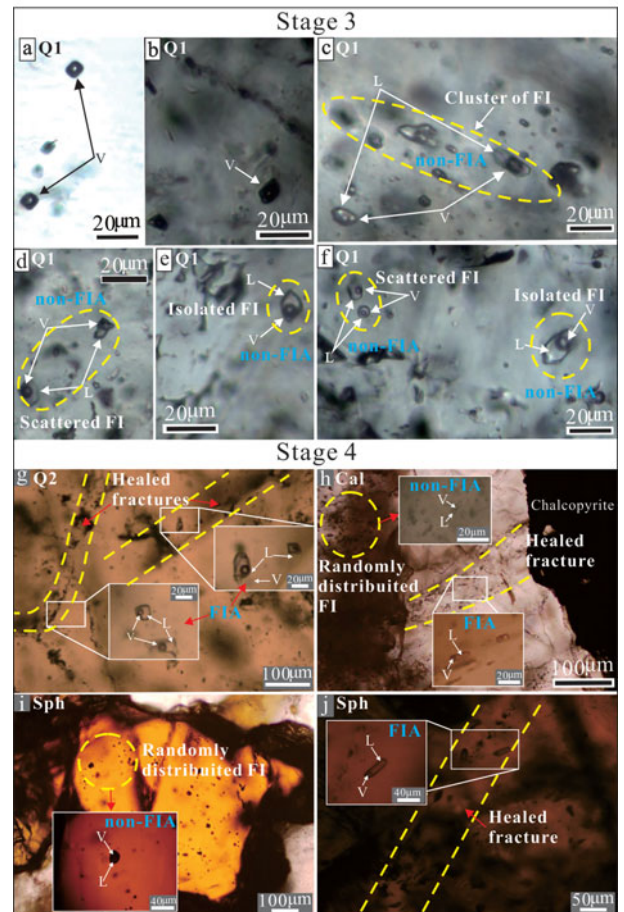 Stage 3
a Q1
V
20μm
b Q1
V
20μm
c Q1
L
Cluster of FI
non-FIA
V
20μm
d Q1
20μm
non-FIA
V
L
Scattered FI
e Q1
L
Isolated FI
V
non-FIA
20μm
f Q1
Scattered FI
V
L
non-FIA
Isolated FI
V
L
non-FIA
20μm
Stage 4
g Q2
Healed
fractures
L
V
20μm
20μm
L
V
FIA
100μm
h Cal
non-FIA
V
L
20μm
Chalcopyrite
Randomly
distribuited
FI
Healed
fracture
FIA
L
V
20μm
100μm
i Sph
Randomly
distribuited FI
non-FIA
V
L
40μm
100μm
j Sph
FIA
L
V
40μm
Healed
fracture
50μm